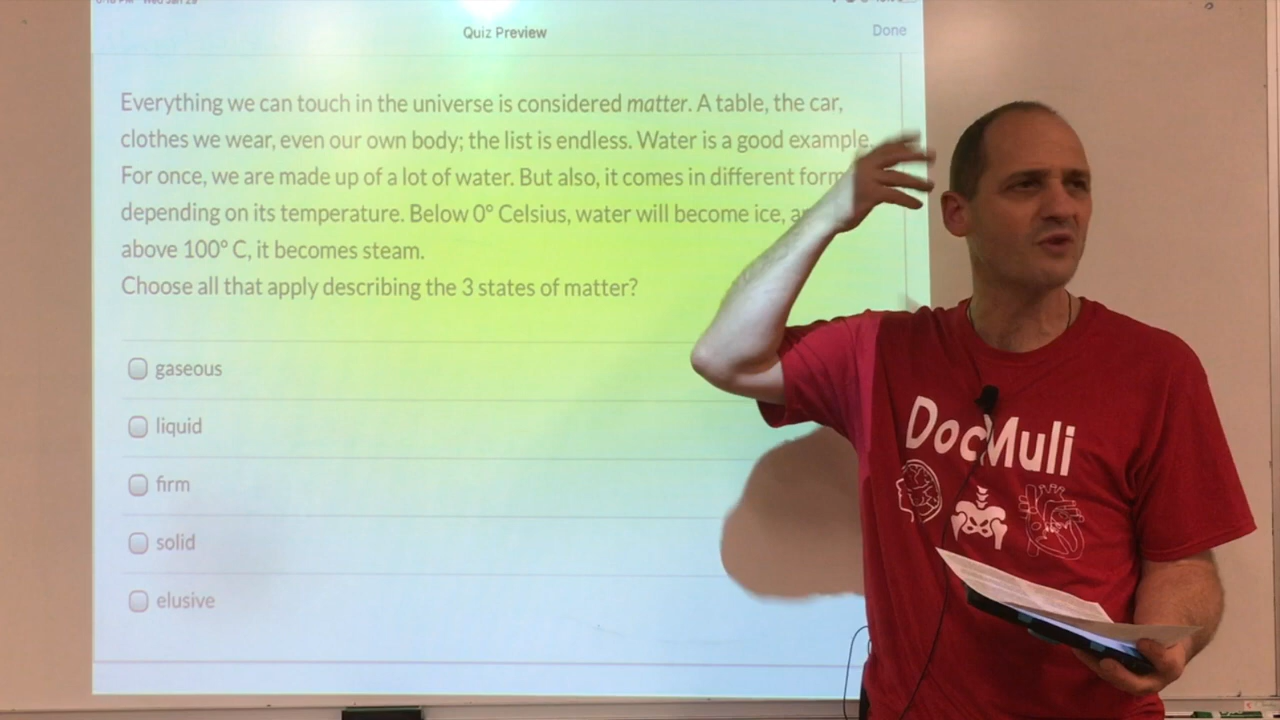 Quiz Preview
Done
Everything we can touch in the universe is considered matter. A table, the car,
clothes we wear, even our own body; the list is endless. Water is a good example.
For once, we are made up of a lot of water. But also, it comes in different form
depending on its temperature. Below 0° Celsius, water will become ice,
above 100° C, it becomes steam.
Choose all that apply describing the 3 states of matter?
gaseous
liquid
firm
solid
elusive
DocMuli